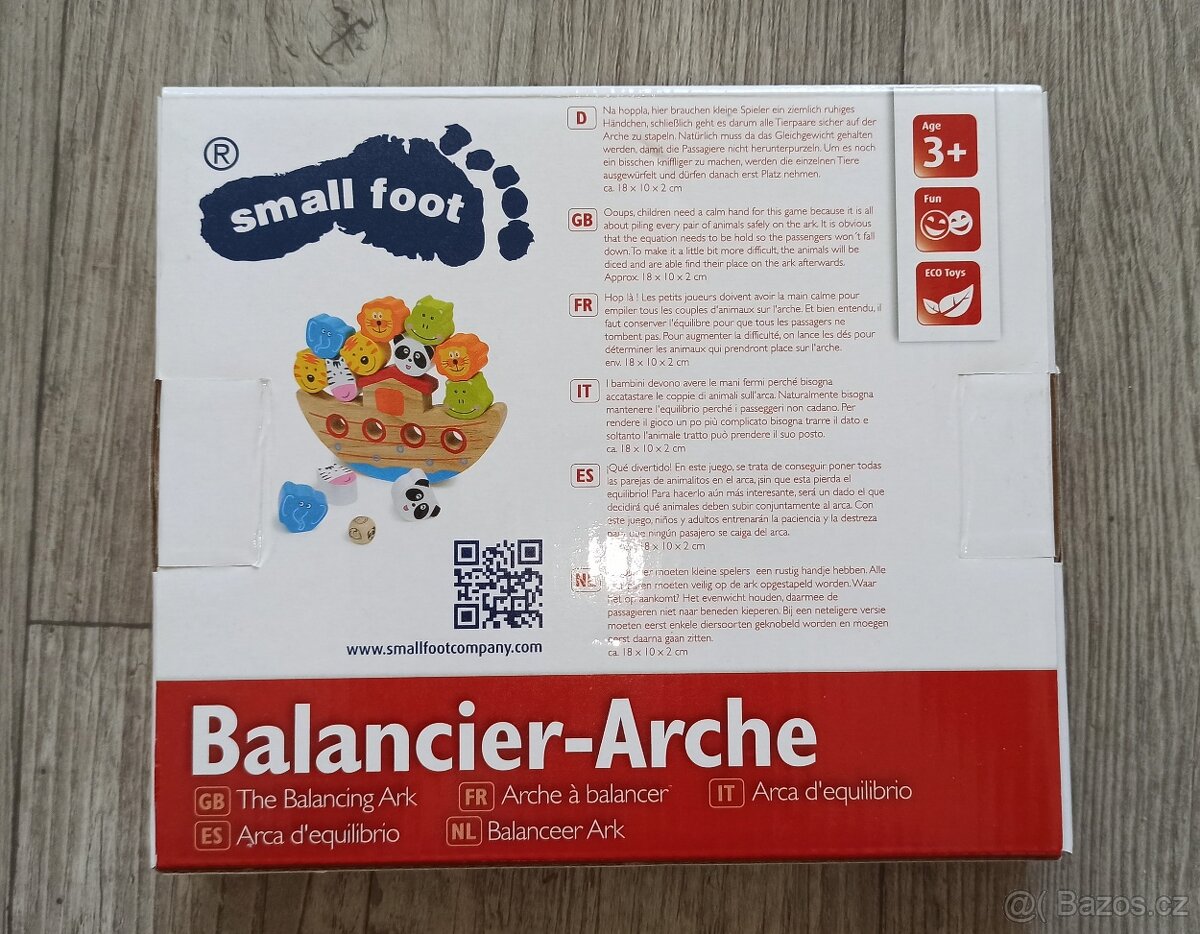 ®
small foot
D
Na hoppla, hier brauchen kleine Spieler ein ziemlich ruhiges
Händchen, schließlich geht es darum alle Tierpaare sicher auf der
Arche zu stapeln. Natürlich muss da das Gleichgewicht gehalten
werden, damit die Passagiere nicht herunterpurzeln. Um es noch
ein bisschen kniffliger zu machen, werden die einzelnen Tiere
ausgewürfelt und dürfen danach erst Platz nehmen.
ca. 18 x 10 x 2 cm
GB
Ooups, children need a calm hand for this game because it is all
about piling every pair of animals safely on the ark. It is obvious
that the equation needs to be hold so the passengers won´t fall
down. To make it a little bit more difficult, the animals will be
diced and are able find their place on the ark afterwards.
Approx. 18 x 10 x 2 cm
FR
Hop là ! Les petits joueurs doivent avoir la main calme pour
empiler tous les couples d'animaux sur l'arche. Et bien entendu, il
faut conserver l'équilibre pour que tous les passagers ne
tombent pas. Pour augmenter la difficulté, on lance les dés pour
déterminer les animaux qui prendront place sur l'arche.
env. 18 x 10 x 2 cm
IT
I bambini devono avere le mani fermi perché bisogna
accatastare le coppie di animali sull'arca. Naturalmente bisogna
mantenere l'equilibrio perché i passeggeri non cadano. Per
rendere il gioco un po più complicato bisogna trarre il dato e
soltanto l'animale tratto può prendere il suo posto.
ca. 18 x 10 x 2 cm
ES
¡Qué divertido! En este juego, se trata de conseguir poner todas
las parejas de animalitos en el arca, ¡sin que esta pierda el
equilibrio! Para hacerlo aún más interesante, será un dado el que
decidirá qué animales deben subir conjuntamente al arca. Con
este juego, niños y adultos entrenarán la paciencia y la destreza
para que ningún pasajero se caiga del arca.
x 10 x 2 cm
NL
moeten kleine spelers een rustig handje hebben. Alle
moeten veilig op de ark opgestapeld worden. Waar
het op aankomt? Het evenwicht houden, daarmee de
passagieren niet naar beneden kieperen. Bij een neteligere versie
moeten eerst enkele diersoorten geknobeld worden en moegen
eerst daarna gaan zitten.
ca. 18 x 10 x 2 cm
Age
3+
Fun
ECO Toys
www.smallfootcompany.com
Balancier-Arche
GB The Balancing Ark FR Arche à balancer IT Arca d'equilibrio
ES Arca d'equilibrio NL Balanceer Ark
@( Bazos.cz